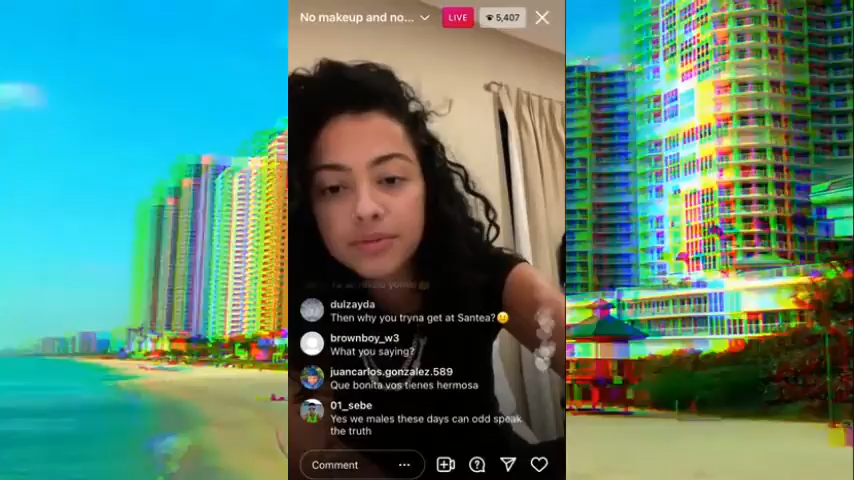 No makeup and no...
LIVE
5,407
dulzayda
Then why you tryna get at Santea?😐
brownboy_w3
What you saying?
juancarlos.gonzalez.589
Que bonita vos tienes hermosa
01_sebe
Yes we males these days can odd speak
the truth
Comment